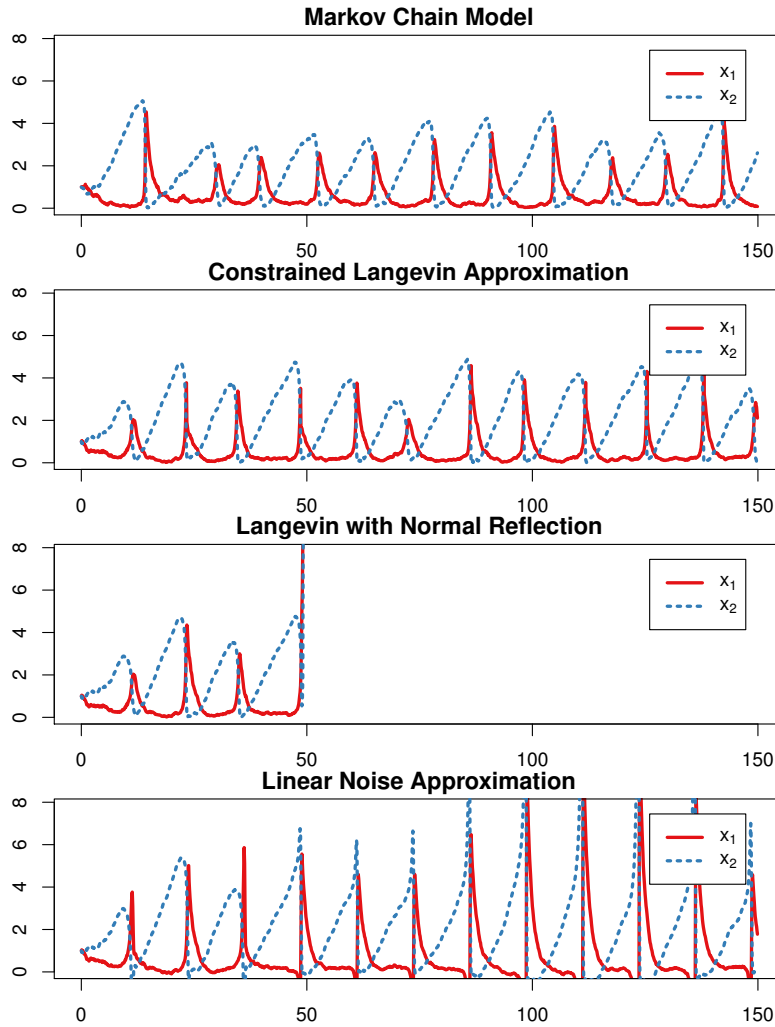 Markov Chain Model
8
6
4
2
0
x1
x2
0 50 100 150
Constrained Langevin Approximation
8
6
4
2
0
x1
x2
0 50 100 150
Langevin with Normal Reflection
8
6
4
2
0
x1
x2
0 50 100 150
Linear Noise Approximation
8
6
4
2
0
x1
x2
0 50 100 150